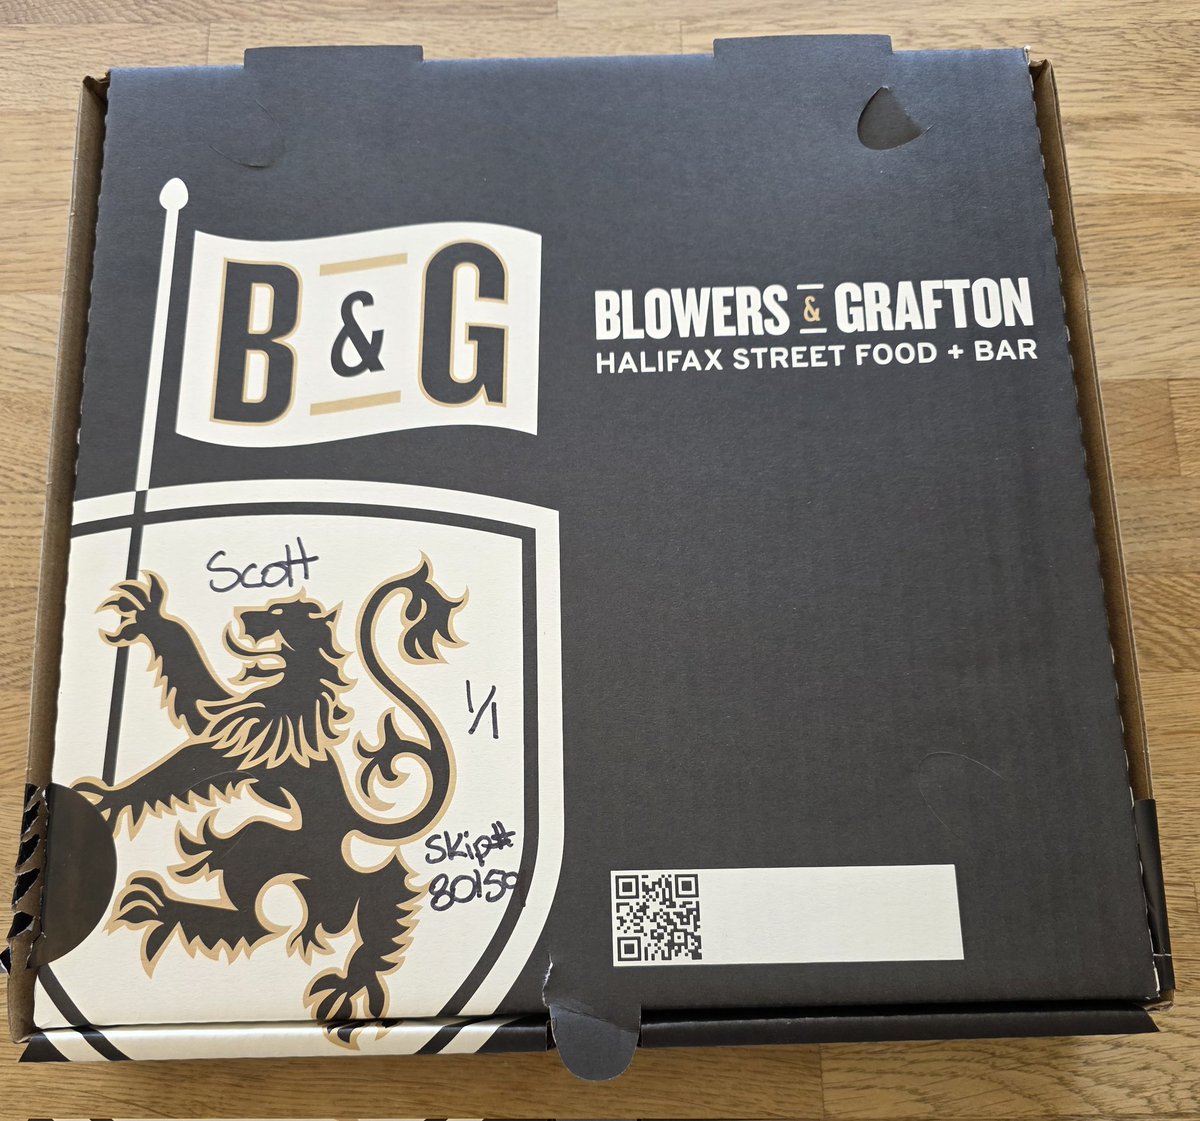 B & G
BLOWERS & GRAFTON
HALIFAX STREET FOOD + BAR
Scott
1/1
Skip#
80159